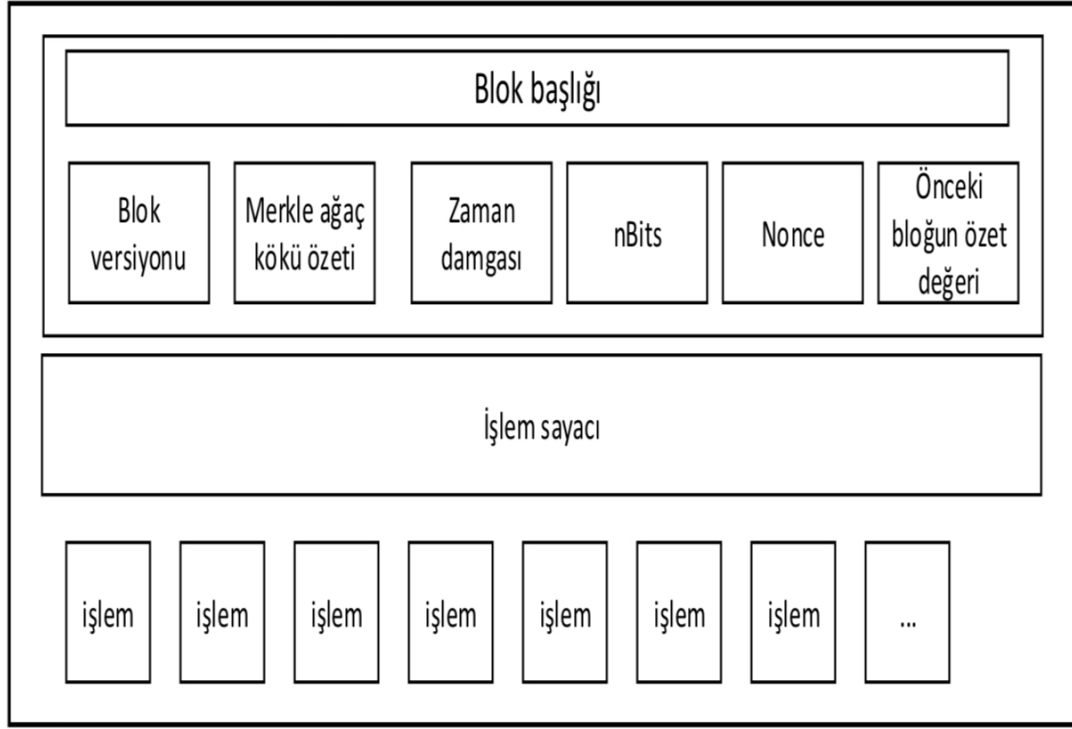 Blok başlığı
Blok
versiyonu
Merkle ağaç
kökü özeti
Zaman
damgası
nBits
Nonce
Önceki
bloğun özet
değeri
İşlem sayacı
işlem
işlem
işlem
işlem
işlem
işlem
işlem
...